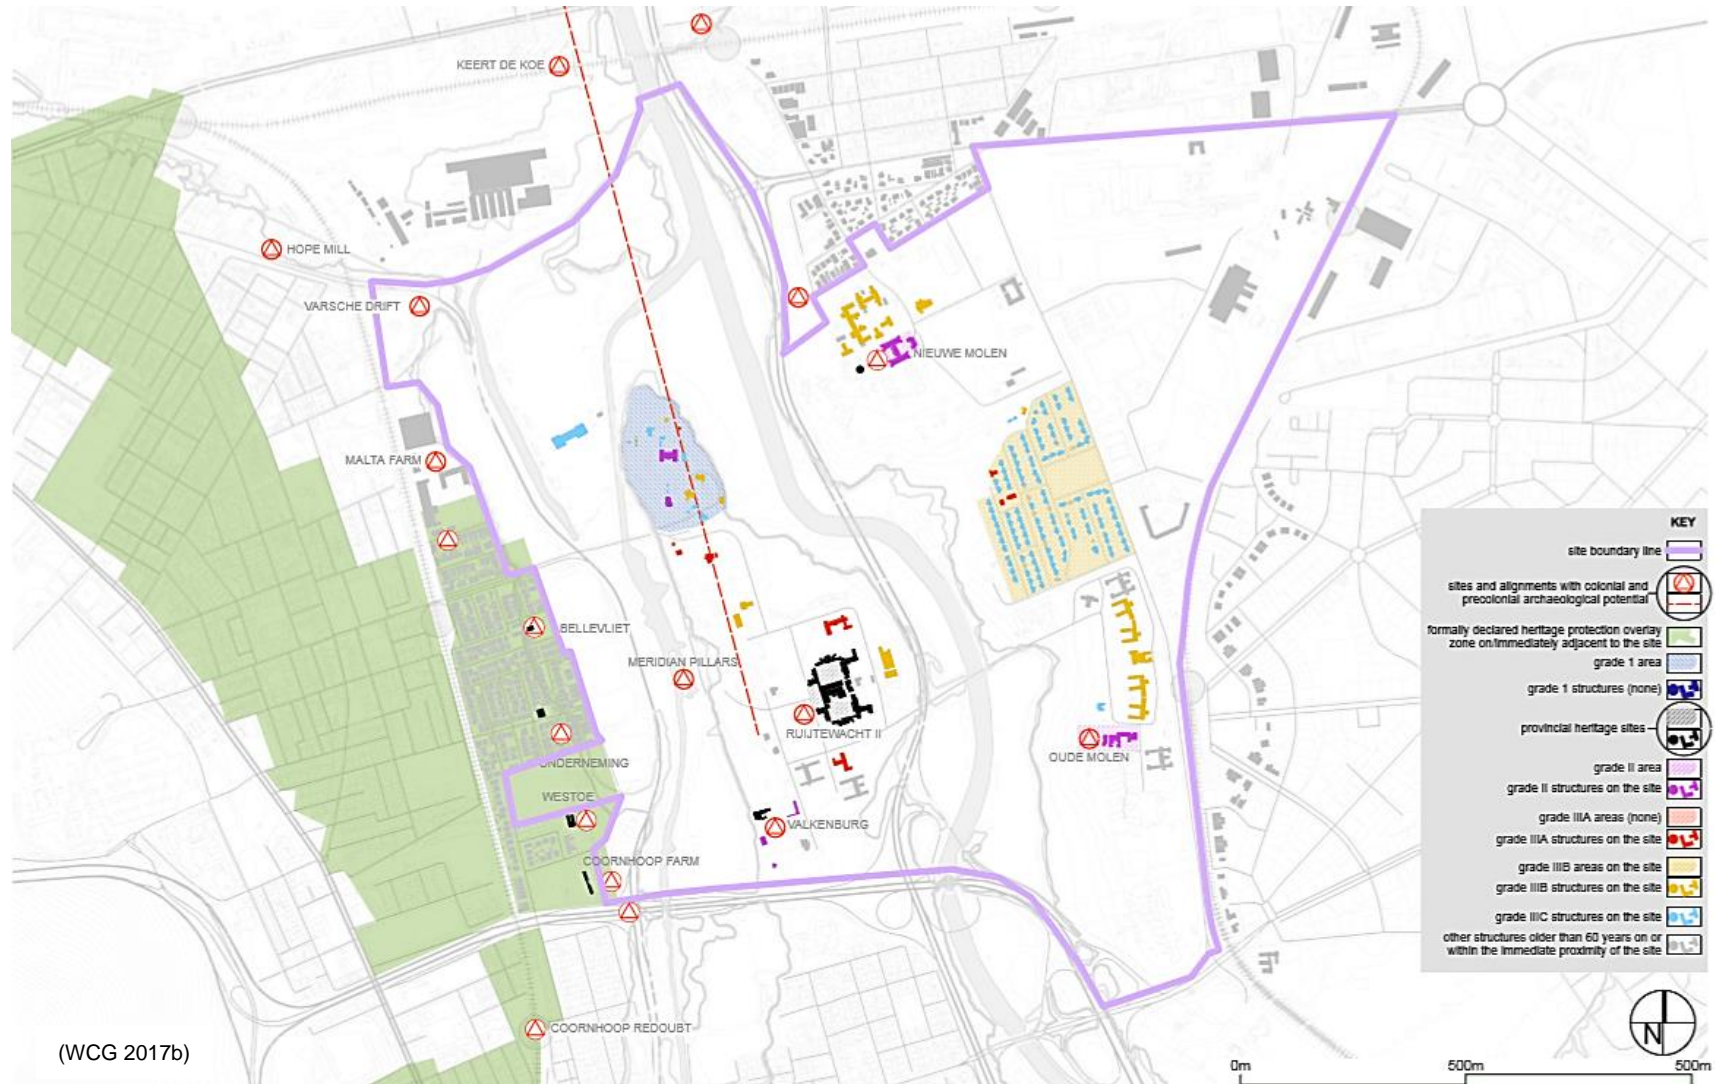 KEERT DE KOE
HOPE MILL
VARSCHE DRIFT
NIEUWE MOLEN
MALTA FARM
BELLEVLIET
MERIDIAN PILLARS
RUIJTEWACHT II
OUDE MOLEN
ONDERNEMING
WESTOE
VALKENBURG
COORNHOOP FARM
COORNHOOP REDOUBT
(WCG 2017b)
KEY
site boundary line
sites and alignments with colonial and
precolonial archaeological potential
formally declared heritage protection overlay
zone on/immediately adjacent to the site
grade 1 area
grade 1 structures (none)
provincial heritage sites
grade II area
grade II structures on the site
grade IIIA areas (none)
grade IIIA structures on the site
grade IIIB areas on the site
grade IIIB structures on the site
grade IIIC structures on the site
other structures older than 60 years on or
within the immediate proximity of the site
N
0m 500m 500m